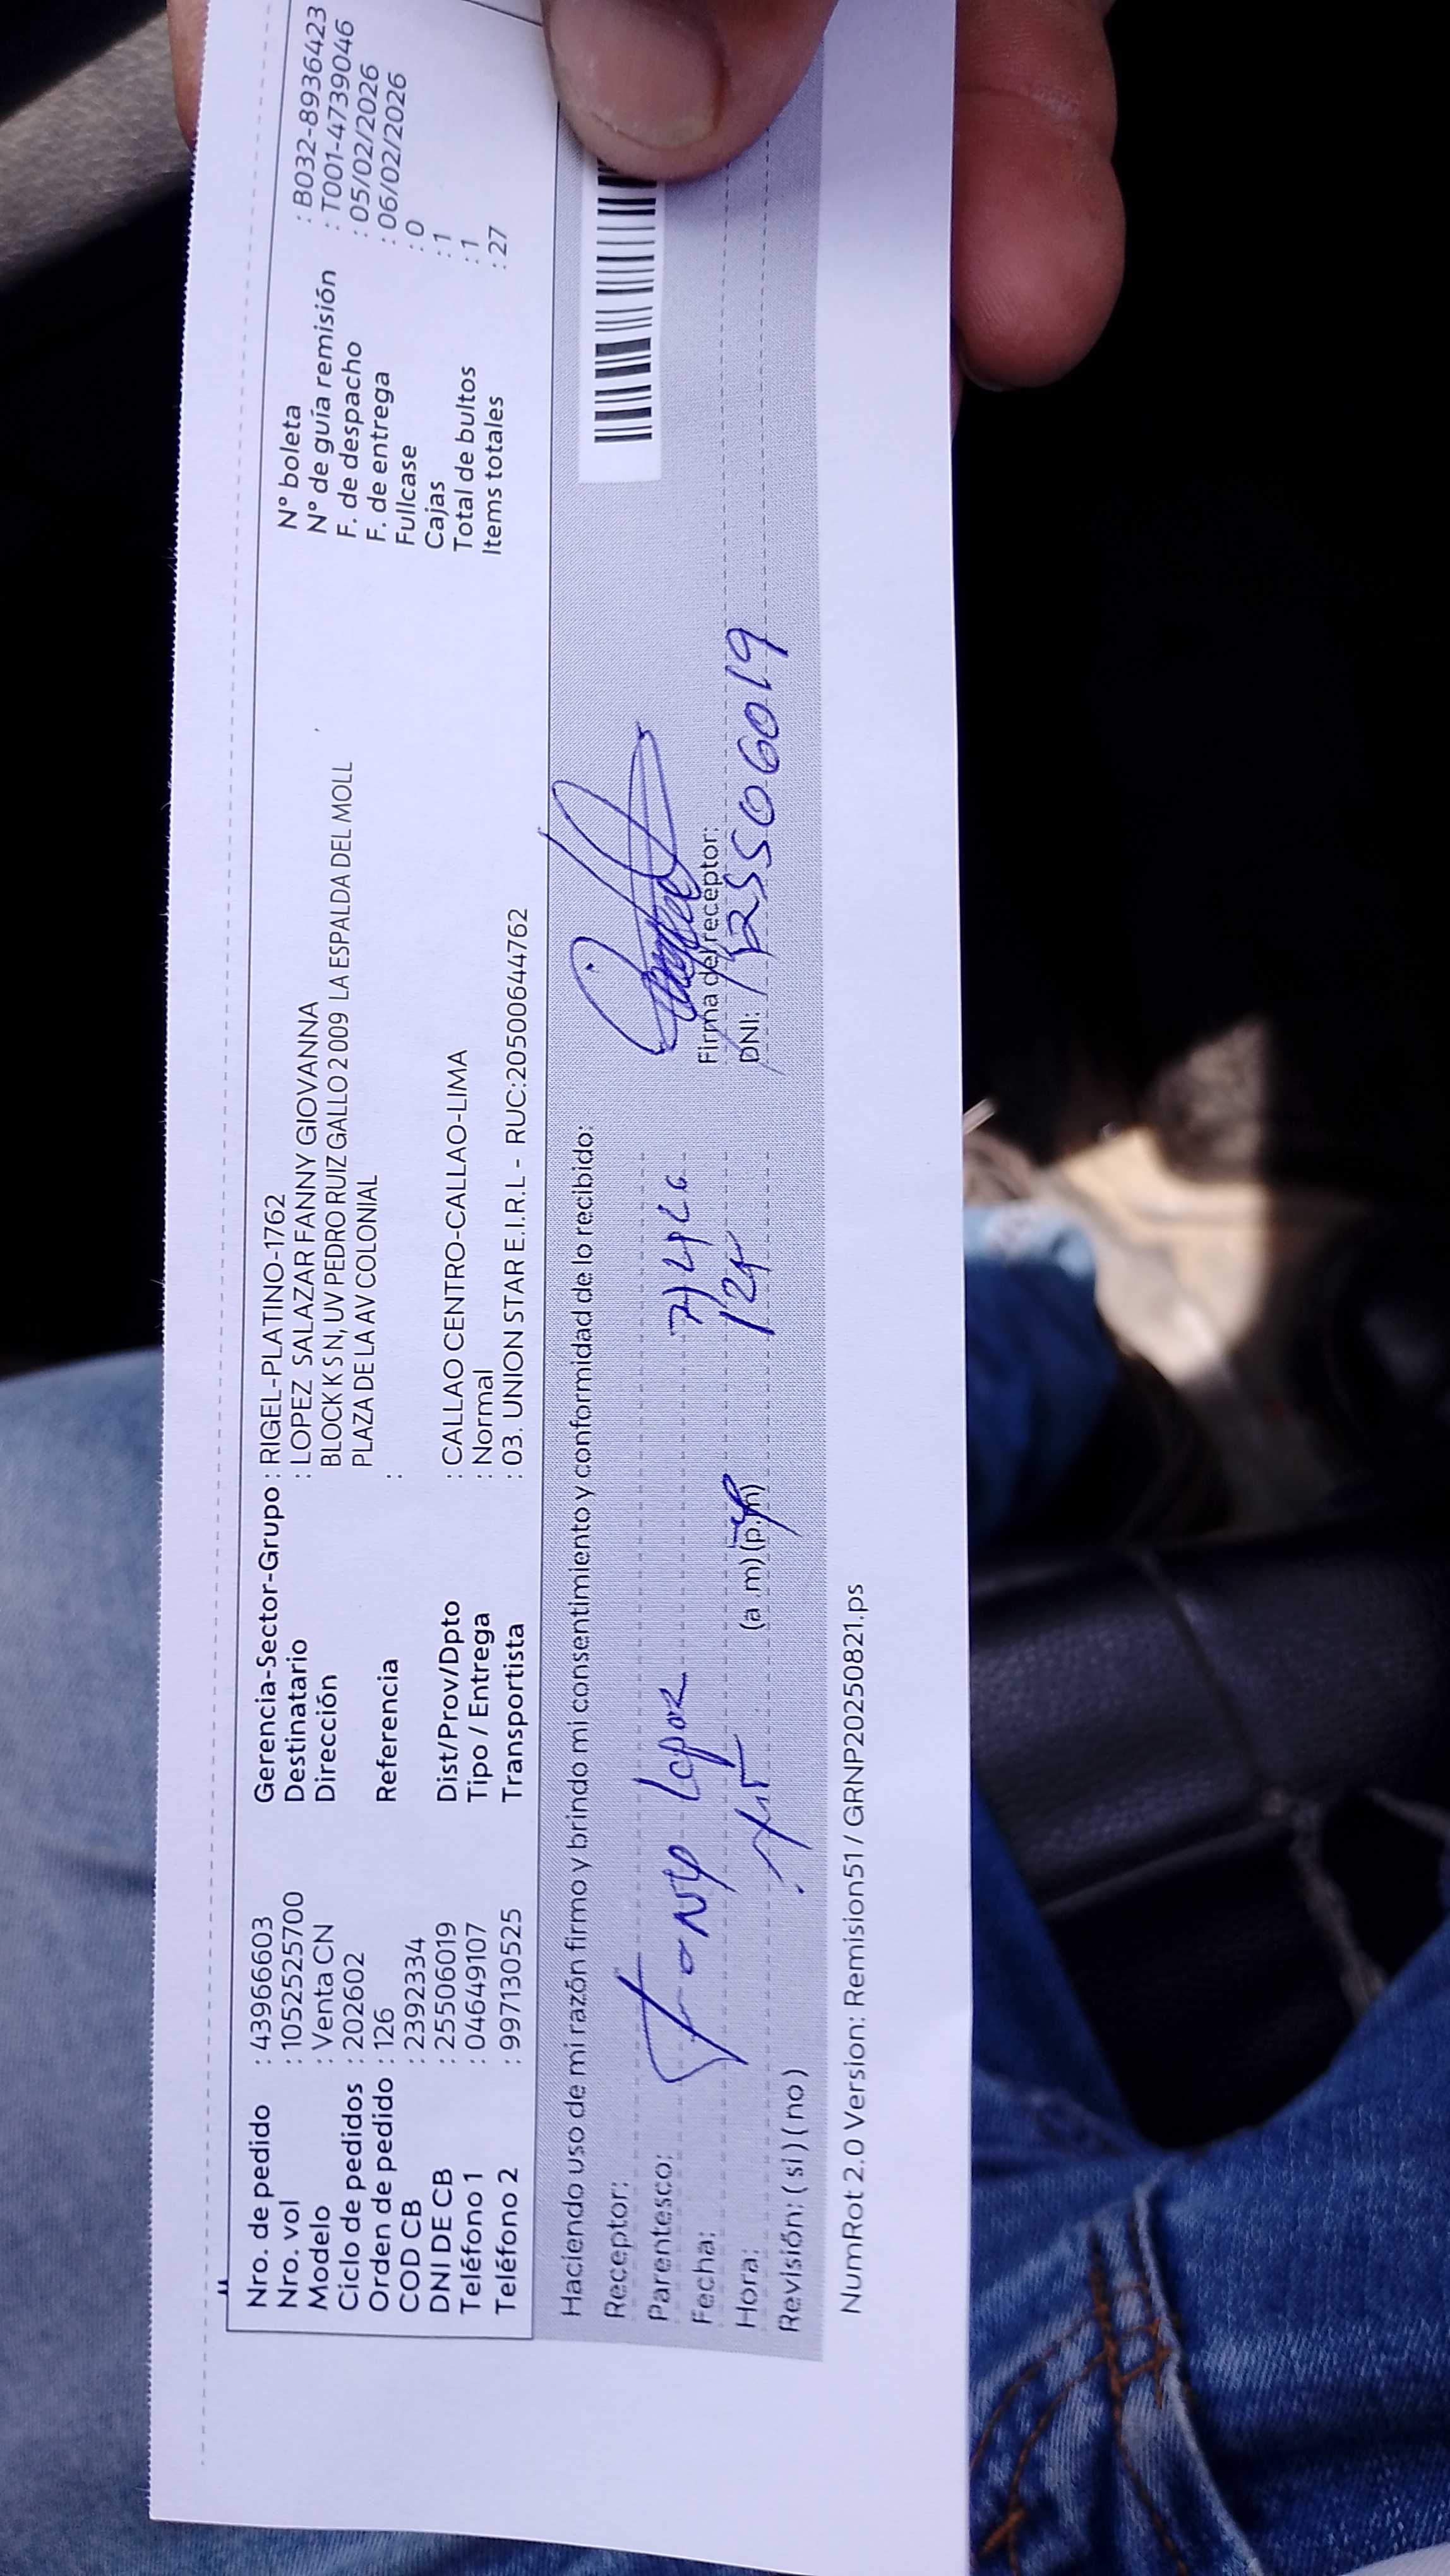 Nro. de pedido : 43966603
Nro. vol : 1052525700
Modelo : Venta CN
Ciclo de pedidos : 202602
Orden de pedido : 126
COD CB : 2392334
DNI DE CB : 25506019
Teléfono 1 : 04649107
Teléfono 2 : 997130525
Gerencia-Sector-Grupo : RIGEL-PLATINO-1762
Destinatario : LOPEZ SALAZAR FANNY GIOVANNA
Dirección BLOCK K S N, UV PEDRO RUIZ GALLO 2 009 LA ESPALDA DEL MOLL
PLAZA DE LA AV COLONIAL
Referencia :
Dist/Prov/Dpto : CALLAO CENTRO-CALLAO-LIMA
Tipo / Entrega : Normal
Transportista : 03. UNION STAR E.I.R.L - RUC:20500644762
N° boleta : B032-8936423
N° de guía remisión : T001-4739046
F. de despacho : 05/02/2026
F. de entrega : 06/02/2026
Fullcase : 0
Cajas : 1
Total de bultos : 1
Items totales : 27
Haciendo uso de mi razón firmo y brindo mi consentimiento y conformidad de lo recibido:
Receptor:
Parentesco:
Fecha:
Hora: (a .m) (p.m)
Revisión: ( si ) ( no )
Firma del receptor:
DNI: 25506019
NumRot 2.0 Version: Remision51 / GRNP20250821.ps